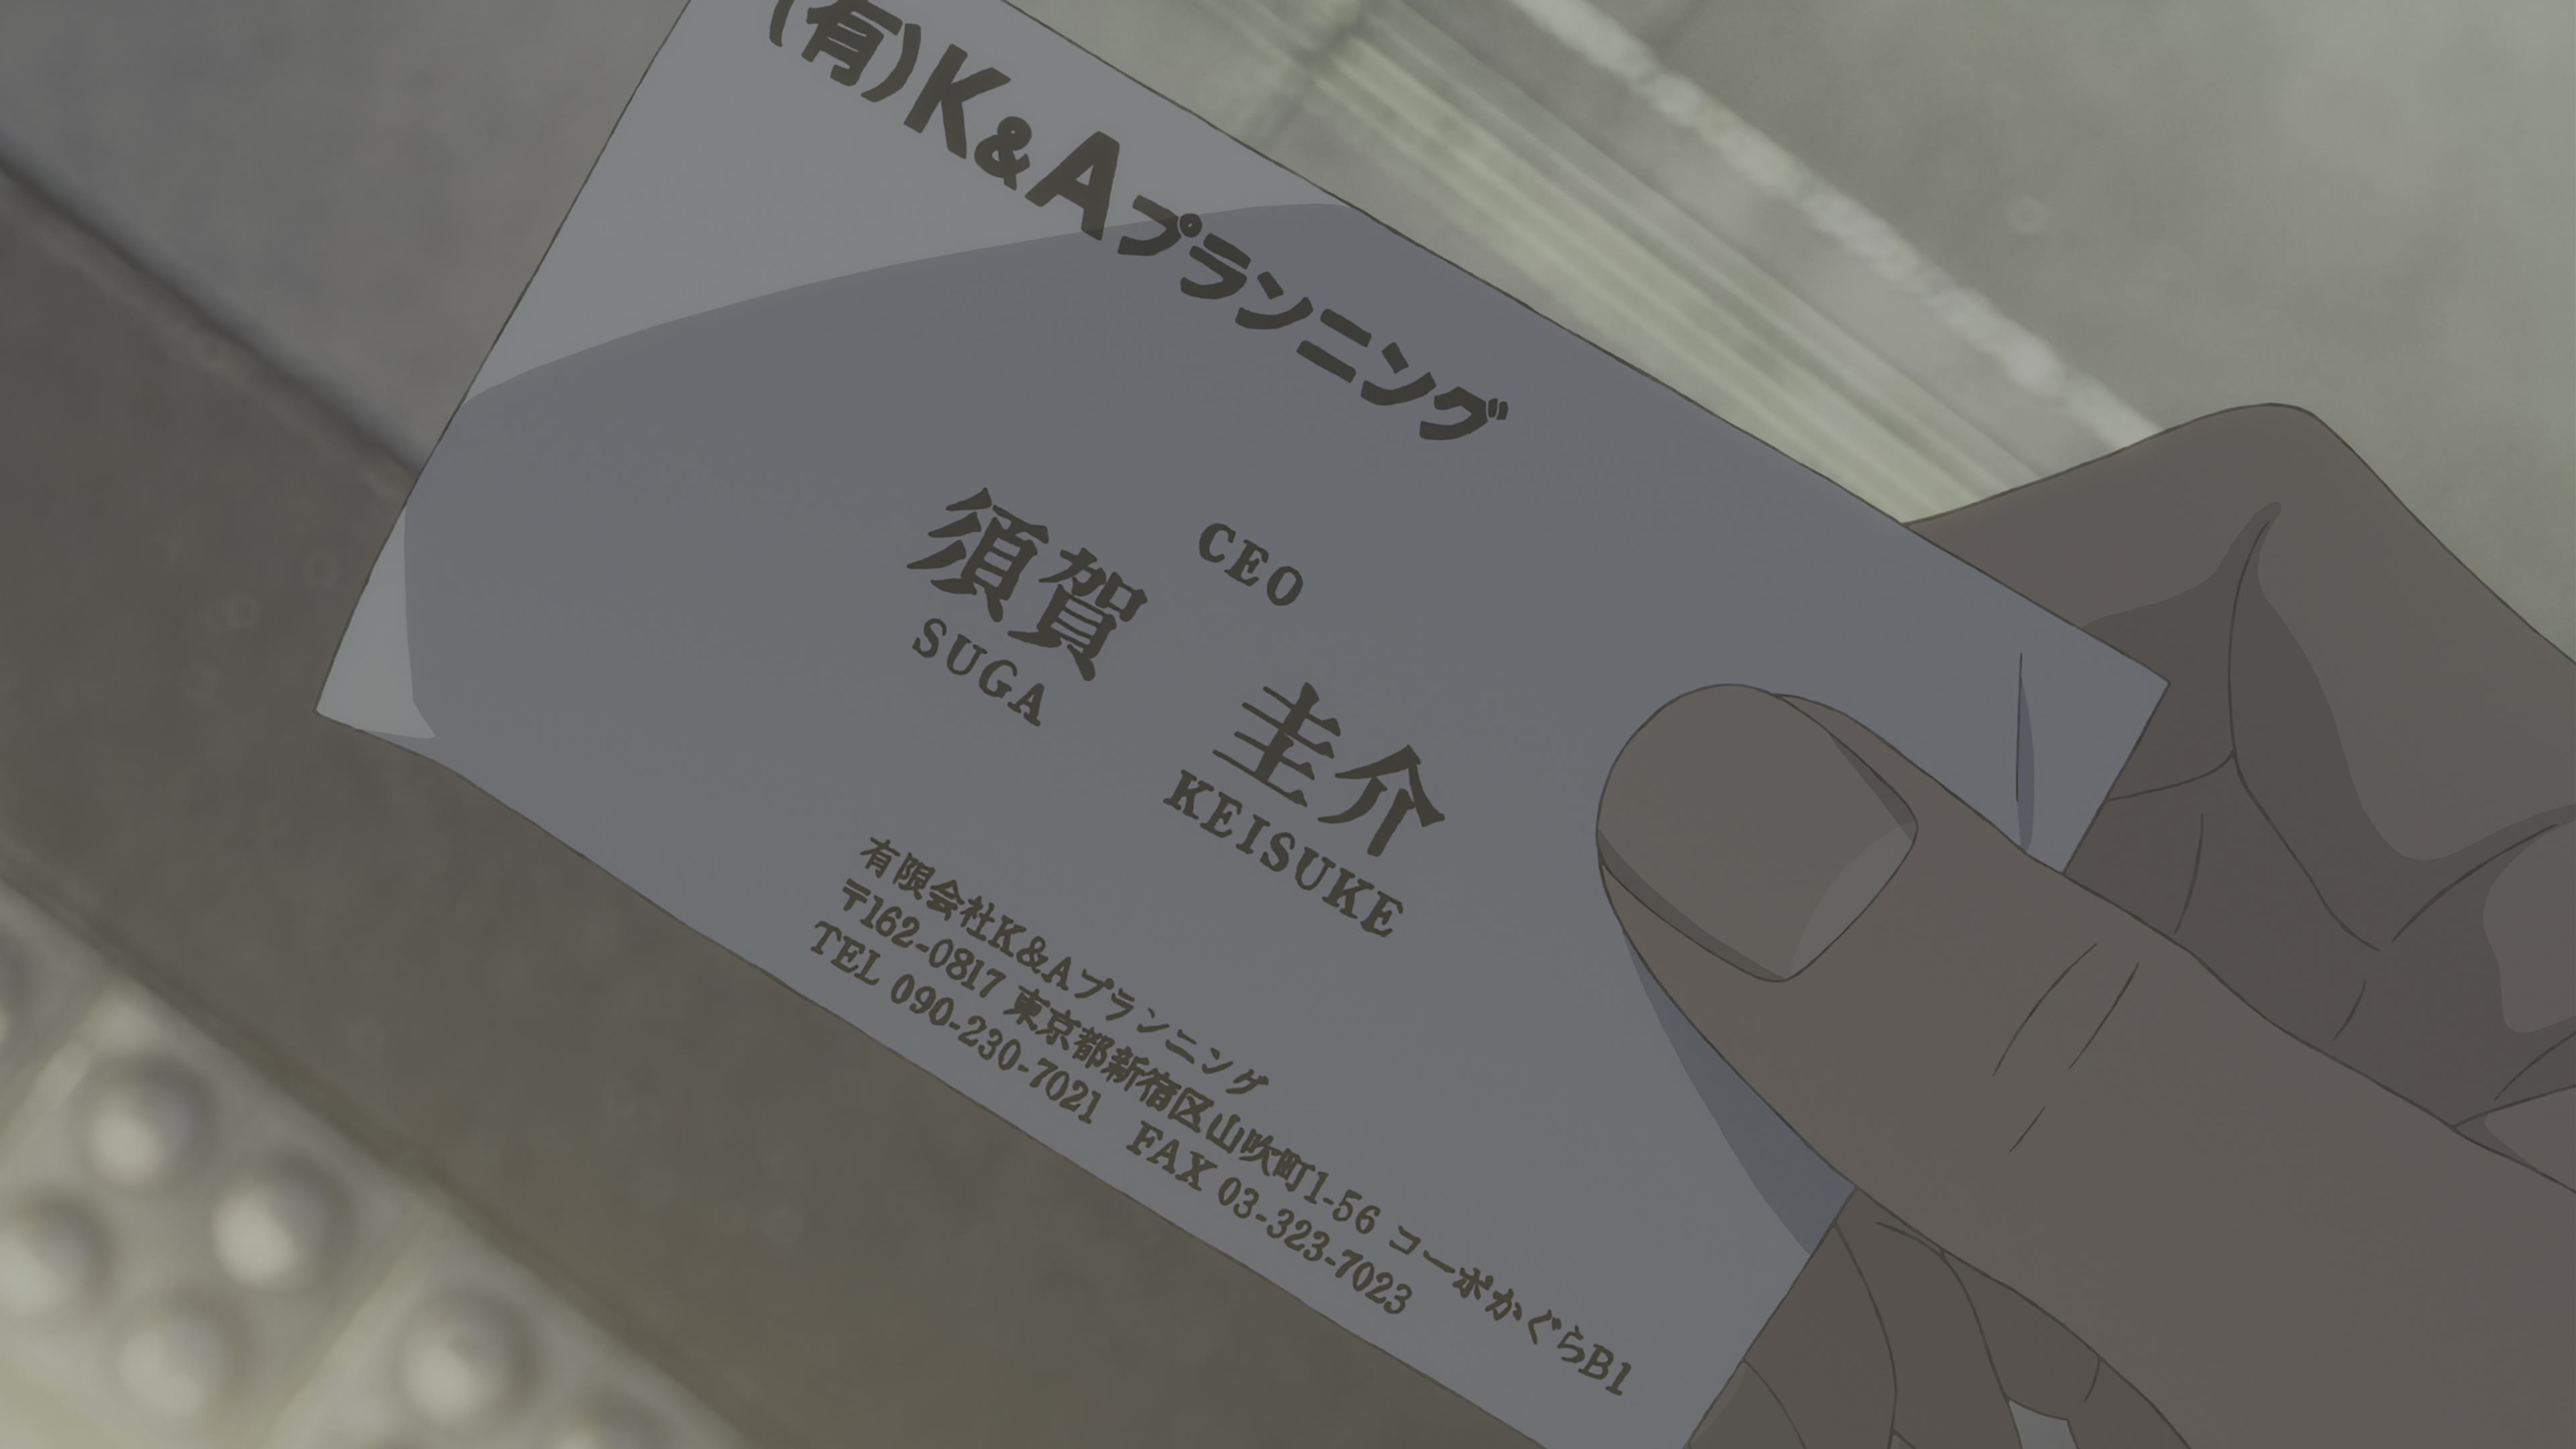 (有)K&Aプランニング
CEO
須賀 圭介
SUGA KEISUKE
有限会社K&Aプランニング
〒162-0817 東京都新宿区山吹町1-56 コーポかぐらB1
TEL 090-230-7021 FAX 03-323-7023